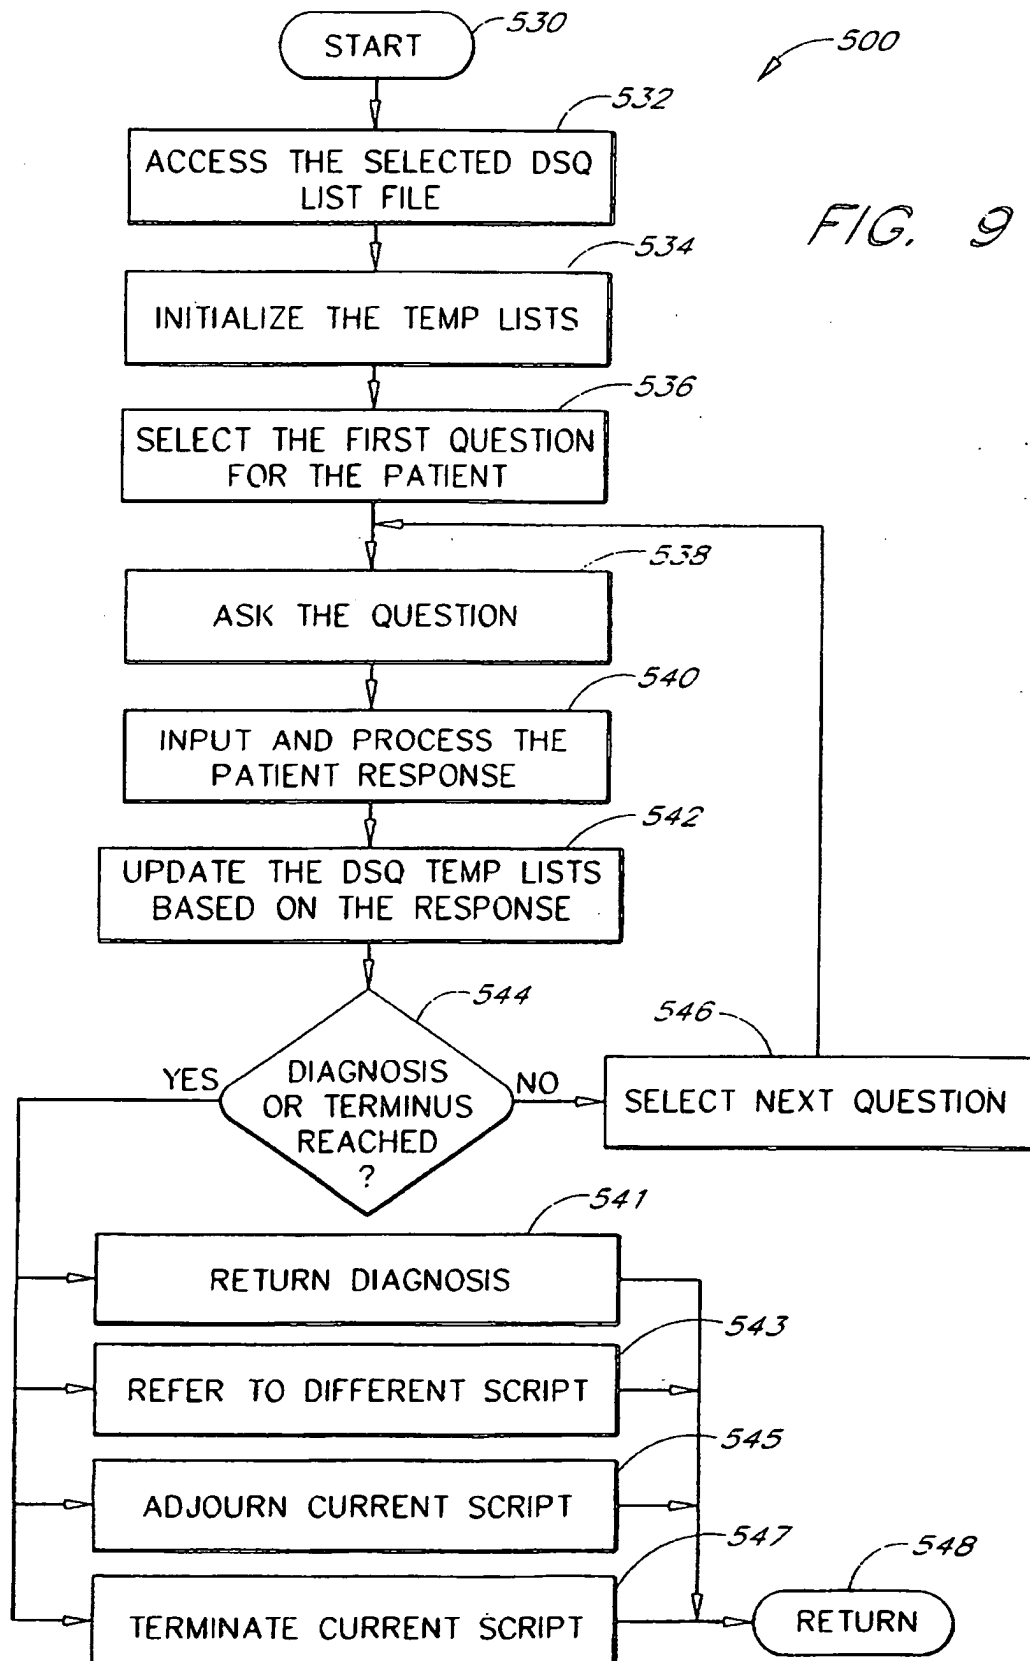 START
530
500
532
ACCESS THE SELECTED DSQ
LIST FILE
FIG. 9
534
INITIALIZE THE TEMP LISTS
536
SELECT THE FIRST QUESTION
FOR THE PATIENT
538
ASK THE QUESTION
540
INPUT AND PROCESS THE
PATIENT RESPONSE
542
UPDATE THE DSQ TEMP LISTS
BASED ON THE RESPONSE
544
546
YES
DIAGNOSIS
OR TERMINUS
REACHED
?
NO
SELECT NEXT QUESTION
541
RETURN DIAGNOSIS
543
REFER TO DIFFERENT SCRIPT
545
ADJOURN CURRENT SCRIPT
547
TERMINATE CURRENT SCRIPT
548
RETURN